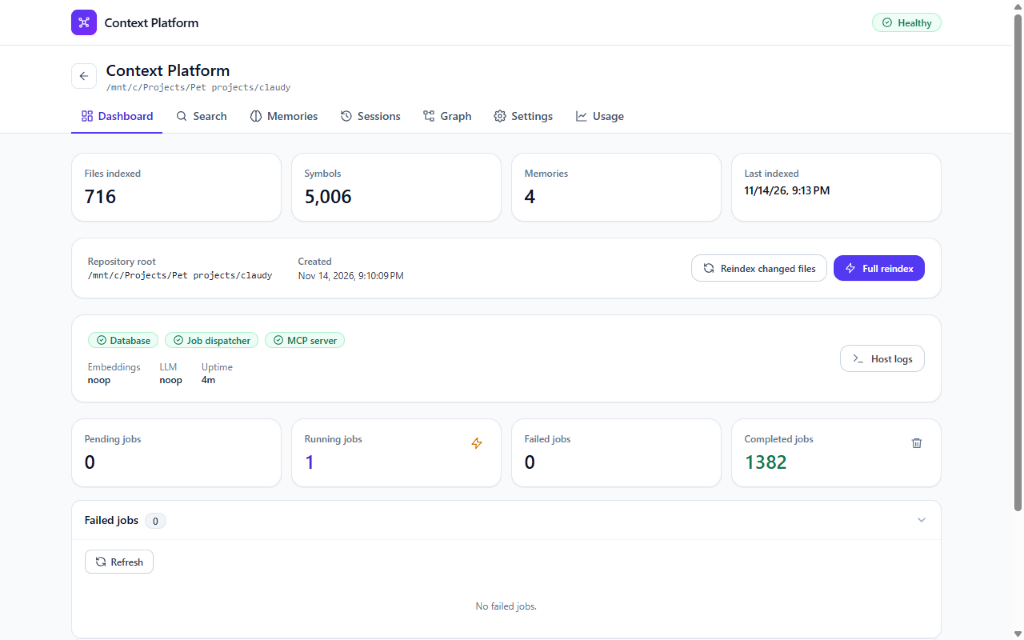 Context Platform
Healthy
Context Platform
/mnt/c/Projects/Pet projects/claudy
Dashboard Search Memories Sessions Graph Settings Usage
Files indexed Symbols Memories Last indexed
716 5,006 4 11/14/26, 9:13 PM
Repository root Created
/mnt/c/Projects/Pet projects/claudy Nov 14, 2026, 9:10:09 PM
Reindex changed files Full reindex
Database Job dispatcher MCP server
Embeddings LLM Uptime
noop noop 4m
Host logs
Pending jobs Running jobs Failed jobs Completed jobs
0 1 0 1382
Failed jobs 0
Refresh
No failed jobs.